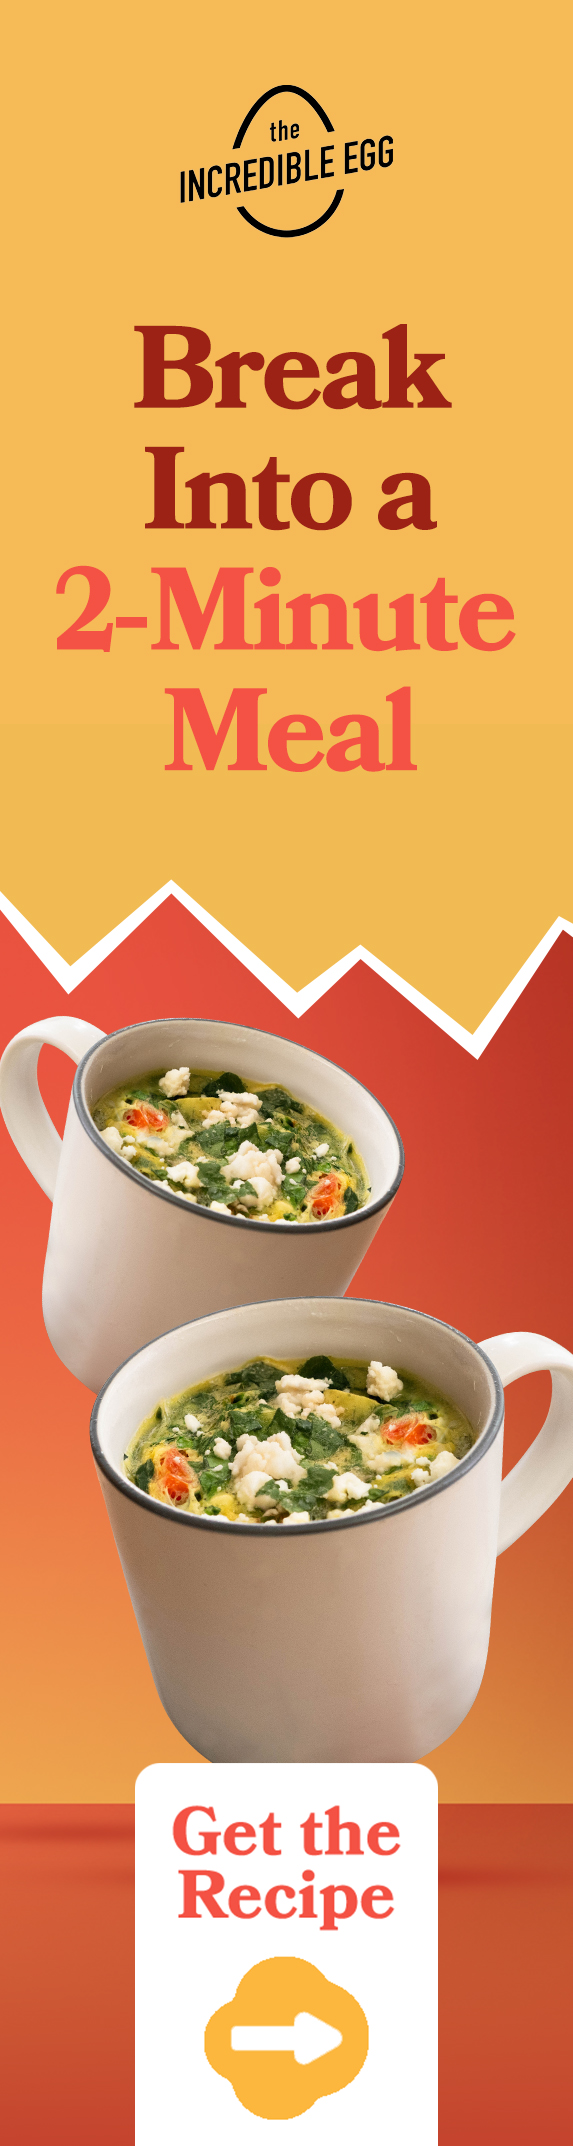 the
INCREDIBLE EGG
Break
Into a
2-Minute
Meal
Get the
Recipe